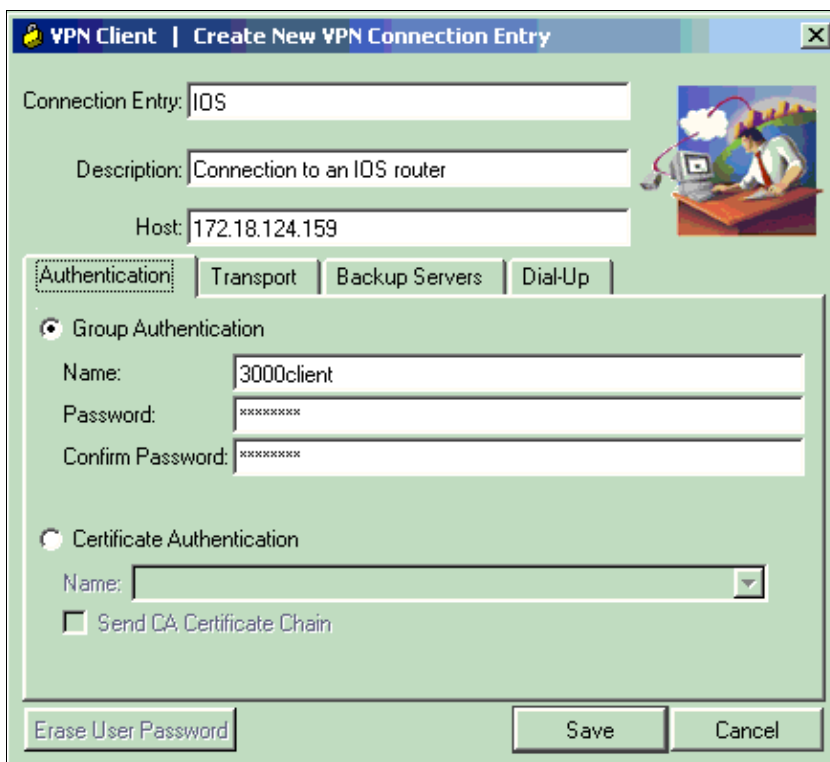 VPN Client | Create New VPN Connection Entry
Connection Entry: IOS
Description: Connection to an IOS router
Host: 172.18.124.159
Authentication Transport Backup Servers Dial-Up
Group Authentication
Name: 3000client
Password: ********
Confirm Password: ********
Certificate Authentication
Name:
Send CA Certificate Chain
Erase User Password Save Cancel